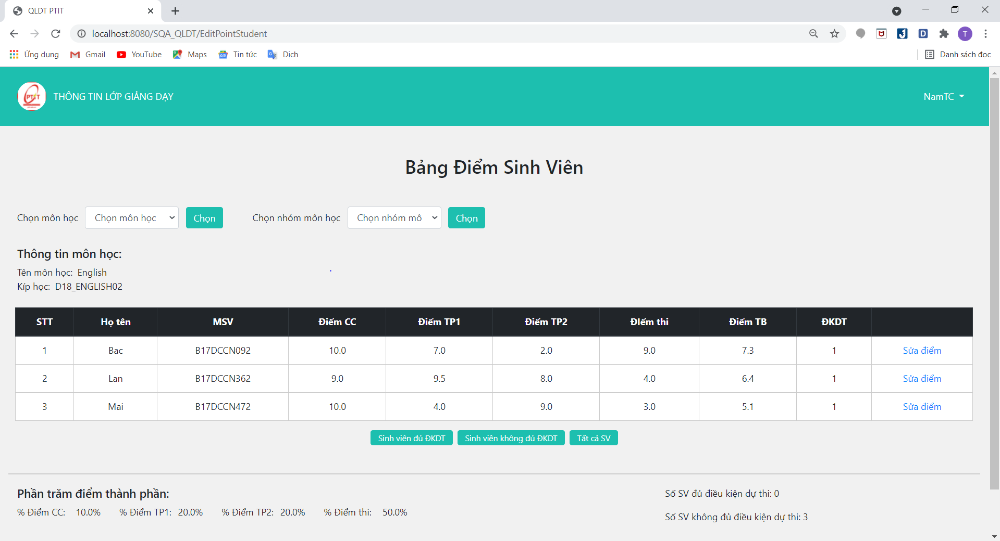 QLDT PTIT
localhost:8080/SQA_QLDT/EditPointStudent
T
Ứng dụng Gmail YouTube Maps Tin tức Dịch Danh sách đọc
PTIT THÔNG TIN LỚP GIẢNG DẠY NamTC
Bảng Điểm Sinh Viên
Chọn môn học Chọn môn học Chọn Chọn nhóm môn học Chọn nhóm mô Chọn
Thông tin môn học:
Tên môn học: English
Kíp học: D18_ENGLISH02
STT Họ tên MSV Điểm CC Điểm TP1 Điểm TP2 ĐIểm thi Điểm TB ĐKDT
1 Bac B17DCCN092 10.0 7.0 2.0 9.0 7.3 1 Sửa điểm
2 Lan B17DCCN362 9.0 9.5 8.0 4.0 6.4 1 Sửa điểm
3 Mai B17DCCN472 10.0 4.0 9.0 3.0 5.1 1 Sửa điểm
Sinh viên đủ ĐKDT Sinh viên không đủ ĐKDT Tất cả SV
Phần trăm điểm thành phần:
% Điểm CC: 10.0% % Điểm TP1: 20.0% % Điểm TP2: 20.0% % Điểm thi: 50.0%
Số SV đủ điều kiện dự thi: 0
Số SV không đủ điều kiện dự thi: 3